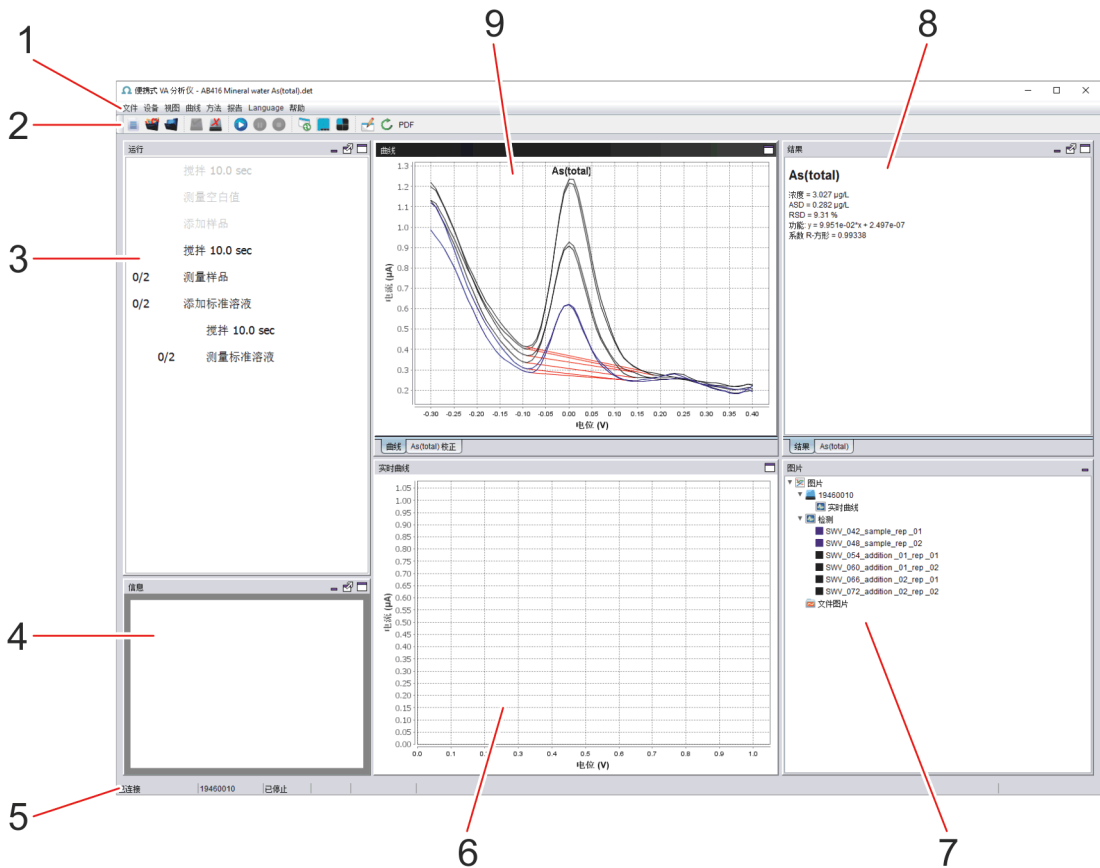 1
9
8
便携式 VA 分析仪 - AB416 Mineral water As(total).det
文件 设备 视图 曲线 方法 报告 Language 帮助
2
PDF
运行
搅拌 10.0 sec
测量空白值
添加样品
搅拌 10.0 sec
0/2 测量样品
0/2 添加标准溶液
搅拌 10.0 sec
0/2 测量标准溶液
3
曲线
As(total)
1.3
1.2
1.1
1.0
0.9
0.8
0.7
0.6
0.5
0.4
0.3
0.2
电流 (µA)
-0.30 -0.25 -0.20 -0.15 -0.10 -0.05 0.00 0.05 0.10 0.15 0.20 0.25 0.30 0.35 0.40
电位 (V)
曲线 As(total) 校正
结果
As(total)
浓度 = 3.027 µg/L
ASD = 0.282 µg/L
RSD = 9.31 %
功能: y = 9.951e-02*x + 2.497e-07
系数 R-方形 = 0.99338
结果 As(total)
信息
4
实时曲线
1.05
1.00
0.95
0.90
0.85
0.80
0.75
0.70
0.65
0.60
0.55
0.50
0.45
0.40
0.35
0.30
0.25
0.20
0.15
0.10
0.05
0.00
电流 (µA)
0.0 0.1 0.2 0.3 0.4 0.5 0.6 0.7 0.8 0.9 1.0
电位 (V)
图片
图片
19460010
实时曲线
检测
SWV_042_sample_rep _01
SWV_048_sample_rep _02
SWV_054_addition _01_rep _01
SWV_060_addition _01_rep _02
SWV_066_addition _02_rep _01
SWV_072_addition _02_rep _02
文件图片
已连接 19460010 已停止
5
6
7